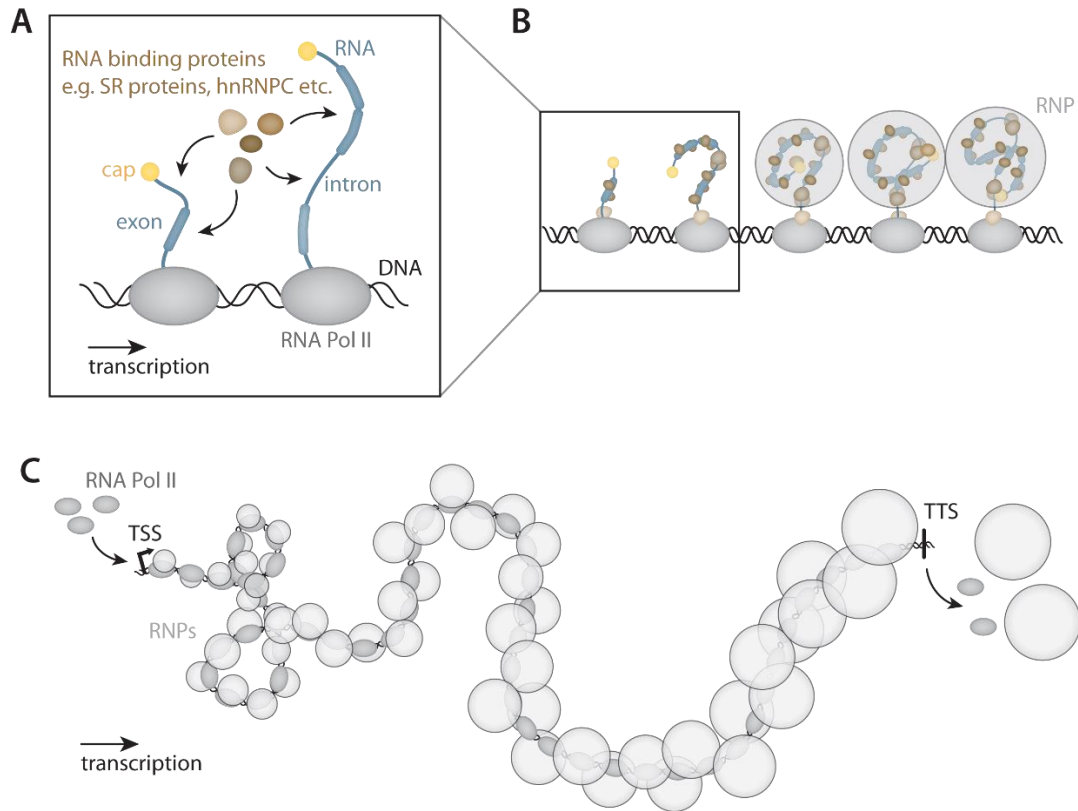 A
RNA binding proteins
e.g. SR proteins, hnRNPC etc.
RNA
cap
exon
intron
DNA
RNA Pol II
transcription
B
RNP
C
RNA Pol II
TSS
RNPs
TTS
transcription